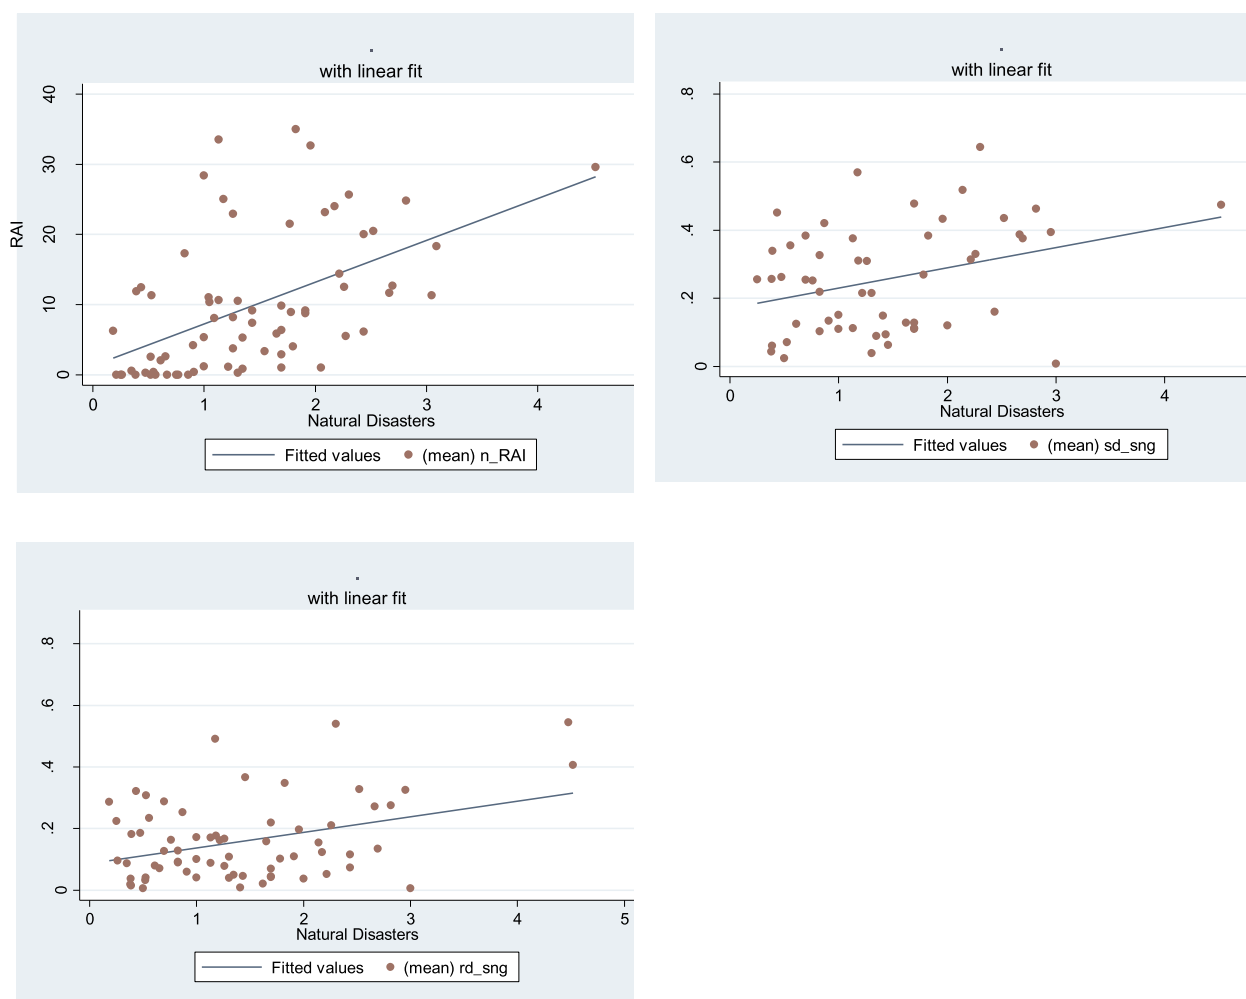 with linear fit
40
30
20
10
0
RAI
0 1 2 3 4
Natural Disasters
Fitted values (mean) n_RAI
with linear fit
.8
.6
.4
.2
0
0 1 2 3 4
Natural Disasters
Fitted values (mean) sd_sng
with linear fit
.8
.6
.4
.2
0
0 1 2 3 4 5
Natural Disasters
Fitted values (mean) rd_sng